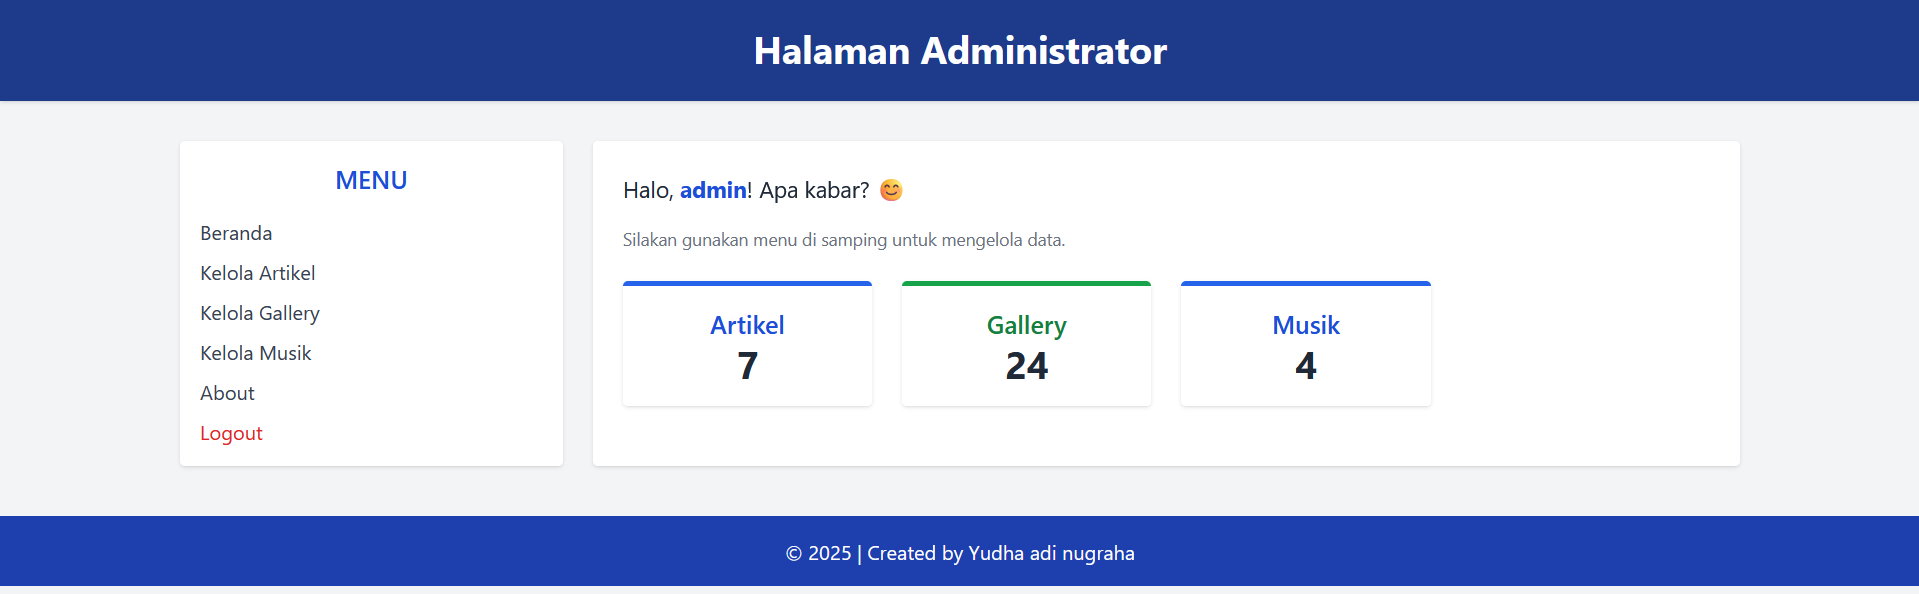 Halaman Administrator
MENU
Beranda
Kelola Artikel
Kelola Gallery
Kelola Musik
About
Logout
Halo, admin! Apa kabar? 😊
Silakan gunakan menu di samping untuk mengelola data.
Artikel
7
Gallery
24
Musik
4
© 2025 | Created by Yudha adi nugraha